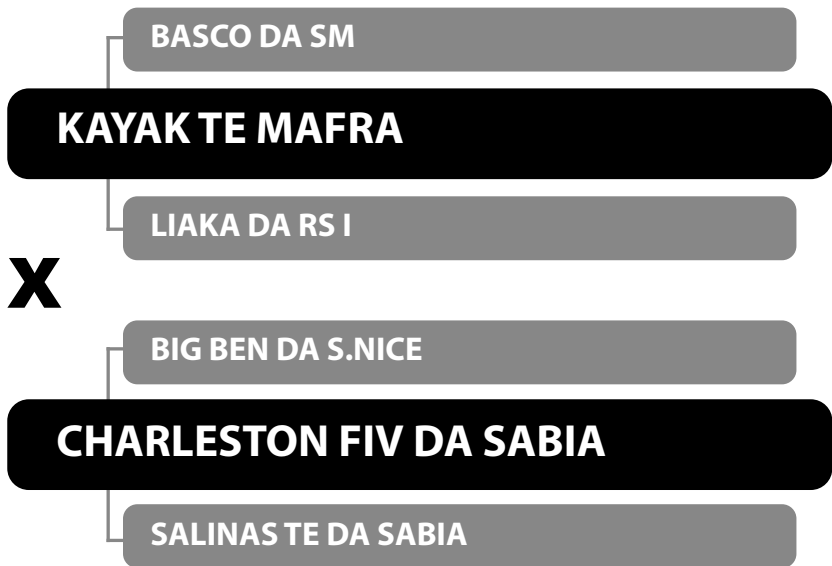 BASCO DA SM
KAYAK TE MAFRA
LIAKA DA RS I
X
BIG BEN DA S.NICE
CHARLESTON FIV DA SABIA
SALINAS TE DA SABIA